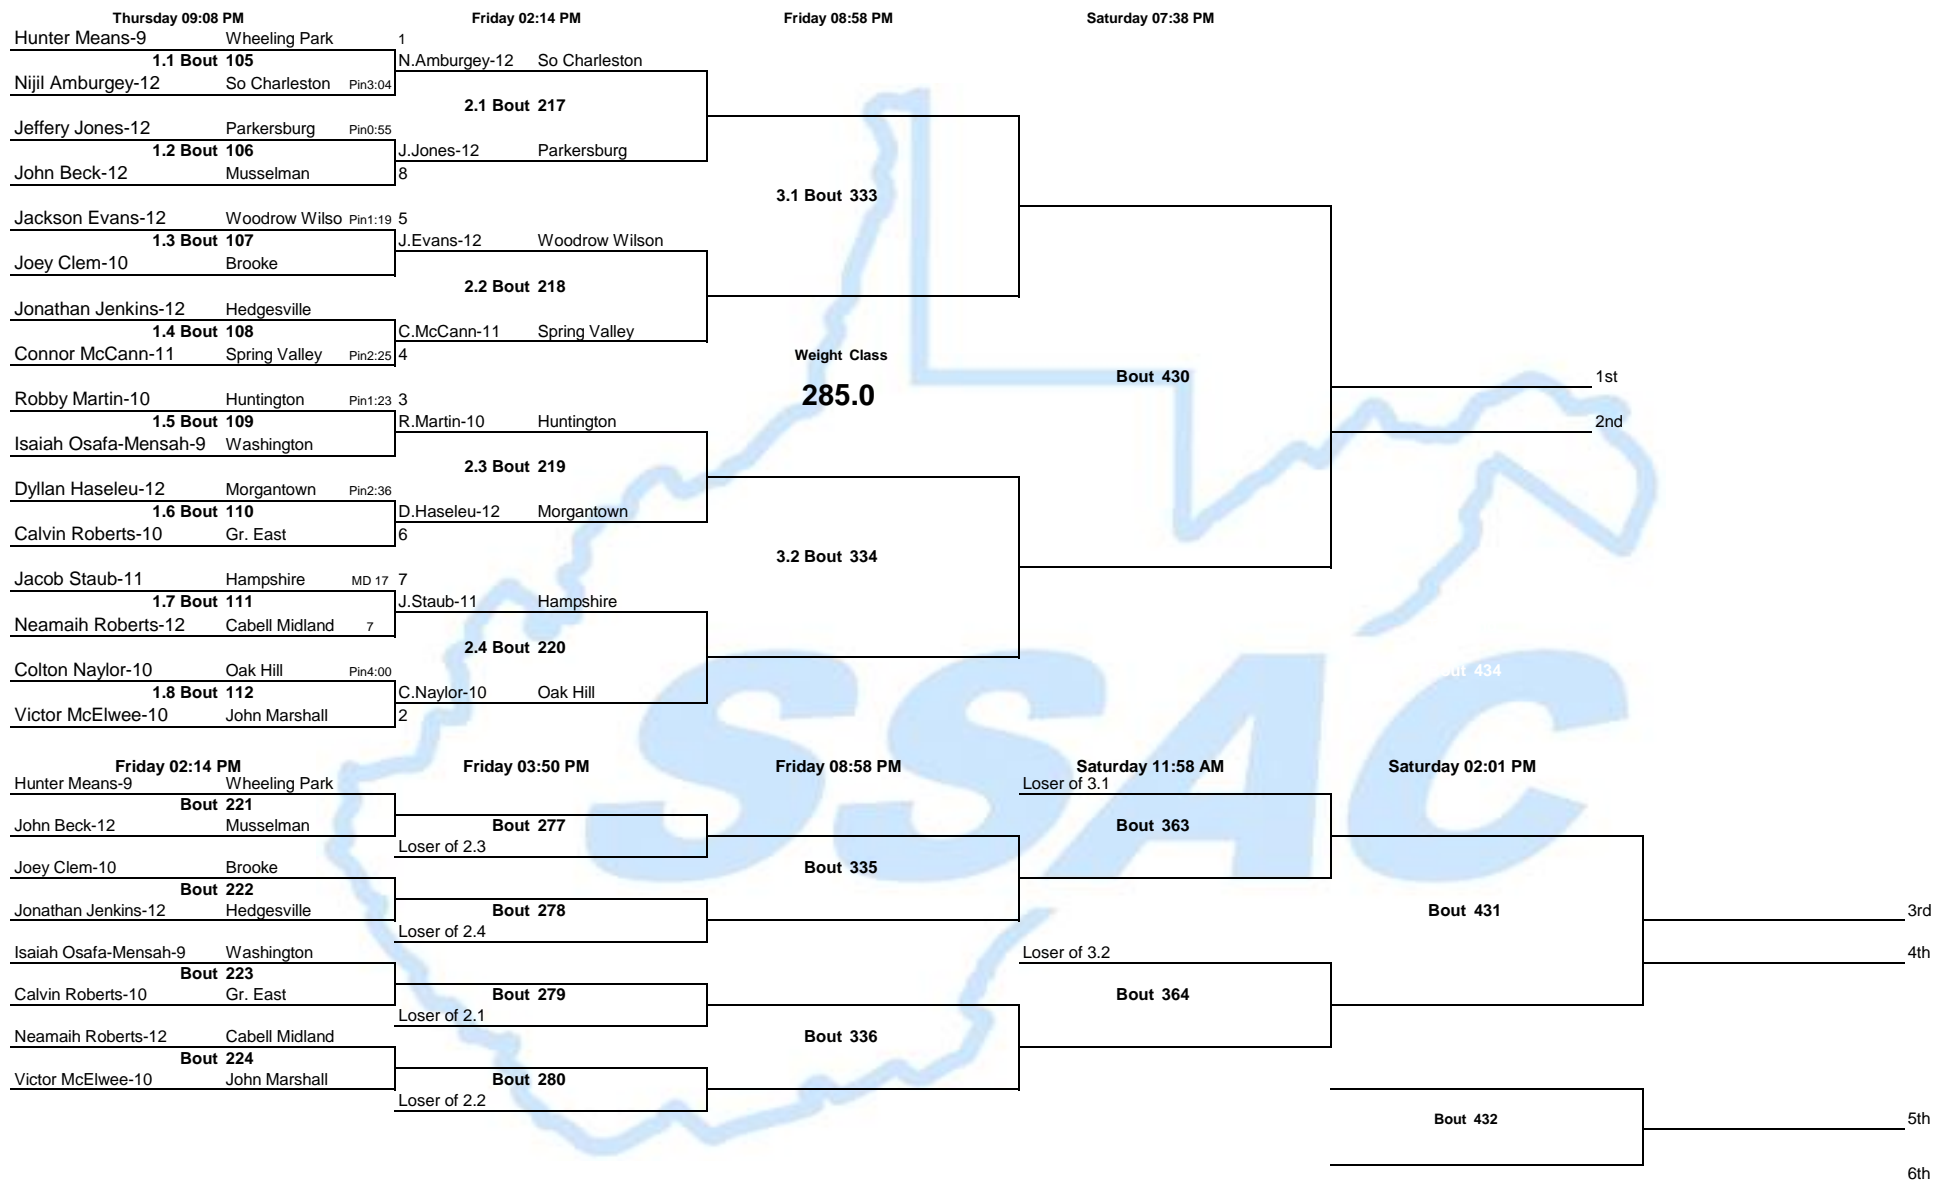 Thursday 09:08 PM Friday 02:14 PM Friday 08:58 PM Saturday 07:38 PM
Hunter Means-9 Wheeling Park 1
1.1 Bout 105 N.Amburgey-12 So Charleston
Nijil Amburgey-12 So Charleston Pin3:04
2.1 Bout 217
Jeffery Jones-12 Parkersburg Pin0:55
1.2 Bout 106 J.Jones-12 Parkersburg
John Beck-12 Musselman 8
3.1 Bout 333
Jackson Evans-12 Woodrow Wilso Pin1:19 5
1.3 Bout 107 J.Evans-12 Woodrow Wilson
Joey Clem-10 Brooke
2.2 Bout 218
Jonathan Jenkins-12 Hedgesville
1.4 Bout 108 C.McCann-11 Spring Valley
Connor McCann-11 Spring Valley Pin2:25 4 Weight Class
Bout 430 1st
Robby Martin-10 Huntington Pin1:23 3 285.0
1.5 Bout 109 R.Martin-10 Huntington 2nd
Isaiah Osafa-Mensah-9 Washington
2.3 Bout 219
Dyllan Haseleu-12 Morgantown Pin2:36
1.6 Bout 110 D.Haseleu-12 Morgantown
Calvin Roberts-10 Gr. East 6
3.2 Bout 334
Jacob Staub-11 Hampshire MD 17 7
1.7 Bout 111 J.Staub-11 Hampshire
Neamaih Roberts-12 Cabell Midland 7
2.4 Bout 220
Colton Naylor-10 Oak Hill Pin4:00 Bout 434
1.8 Bout 112 C.Naylor-10 Oak Hill
Victor McElwee-10 John Marshall 2
SSAC
Friday 02:14 PM Friday 03:50 PM Friday 08:58 PM Saturday 11:58 AM Saturday 02:01 PM
Hunter Means-9 Wheeling Park Loser of 3.1
Bout 221
John Beck-12 Musselman Bout 277 Bout 363
Loser of 2.3
Joey Clem-10 Brooke Bout 335
Bout 222
Jonathan Jenkins-12 Hedgesville Bout 278 Bout 431 3rd
Loser of 2.4
Isaiah Osafa-Mensah-9 Washington Loser of 3.2 4th
Bout 223
Calvin Roberts-10 Gr. East Bout 279 Bout 364
Loser of 2.1
Neamaih Roberts-12 Cabell Midland Bout 336
Bout 224
Victor McElwee-10 John Marshall Bout 280
Loser of 2.2
Bout 432 5th
6th